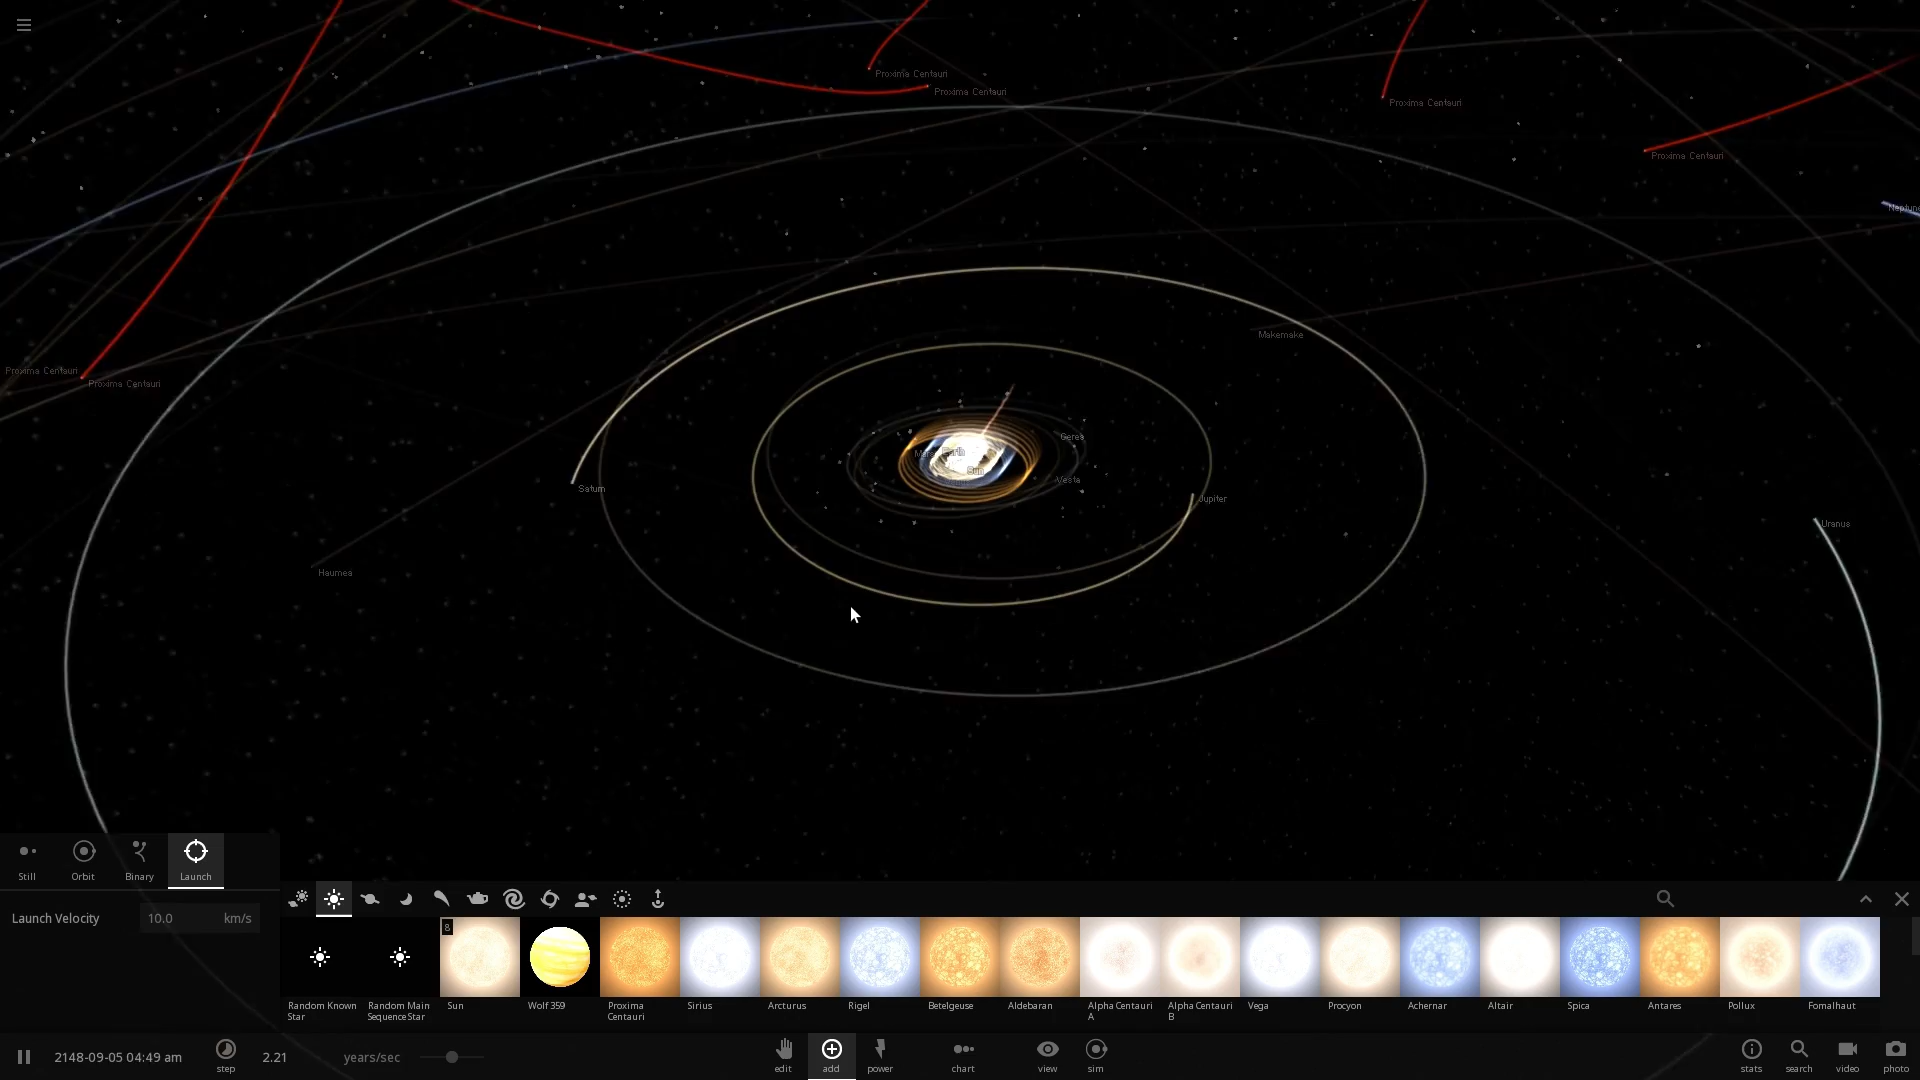 Proxima Centauri
Proxima Centauri
Proxima Centauri
Proxima Centauri
Neptune
Makemake
Proxima Centauri
Proxima Centauri
Ceres
Mars
Earth
Sun
Vesta
Saturn
Jupiter
Uranus
Haumea
Still
Orbit
Binary
Launch
Launch Velocity
10.0
km/s
8
Random Known
Star
Random Main
Sequence Star
Sun
Wolf 359
Proxima
Centauri
Sirius
Arcturus
Rigel
Betelgeuse
Aldebaran
Alpha Centauri
A
Alpha Centauri
B
Vega
Procyon
Achernar
Altair
Spica
Antares
Pollux
Fomalhaut
2148-09-05 04:49 am
step
2.21
years/sec
edit
add
power
chart
view
sim
stats
search
video
photo